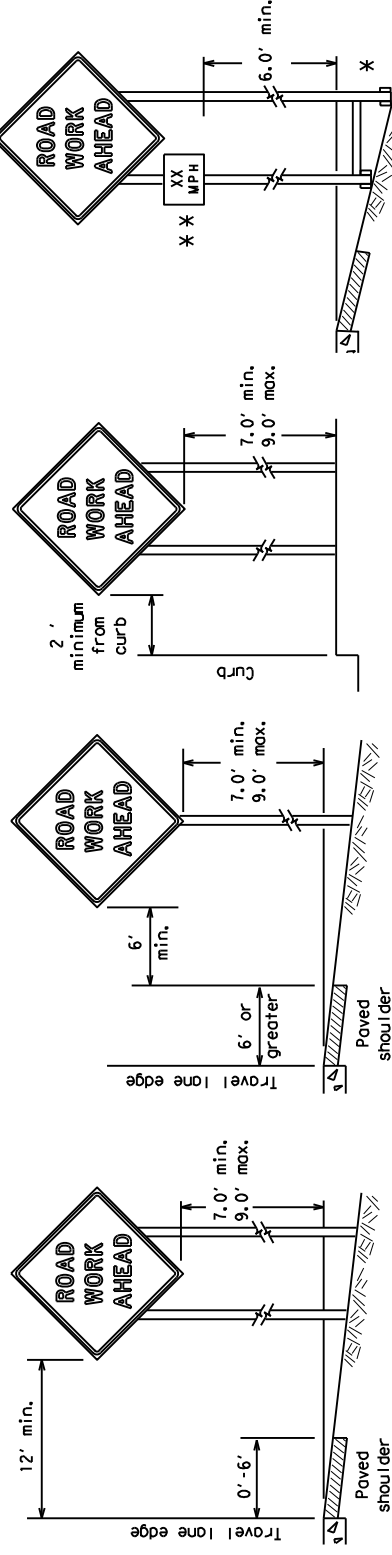 12' min.
Travel lane edge
0'-6'
Paved
shoulder
ROAD
WORK
AHEAD
7.0' min.
9.0' max.
Travel lane edge
6' or
greater
6'
min.
Paved
shoulder
ROAD
WORK
AHEAD
7.0' min.
9.0' max.
2'
minimum
from
curb
Curb
ROAD
WORK
AHEAD
7.0' min.
9.0' max.
ROAD
WORK
AHEAD
* *
XX
MPH
6.0' min.
*